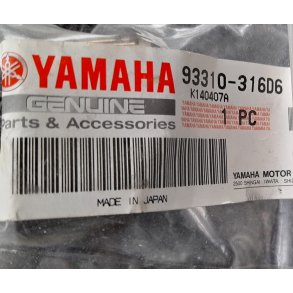 YAMAHA 93310-316D6
K140407A
GENUINE
1 PC
Parts & Accessories
YAMAHA MOTOR
MADE IN JAPAN